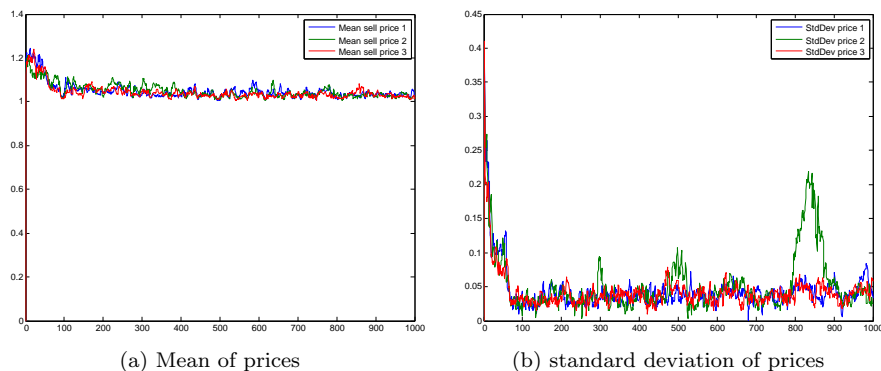 1.4
1.2
1
0.8
0.6
0.4
0.2
0
0 100 200 300 400 500 600 700 800 900 1000
Mean sell price 1
Mean sell price 2
Mean sell price 3
(a) Mean of prices
0.45
0.4
0.35
0.3
0.25
0.2
0.15
0.1
0.05
0
0 100 200 300 400 500 600 700 800 900 1000
StdDev price 1
StdDev price 2
StdDev price 3
(b) standard deviation of prices